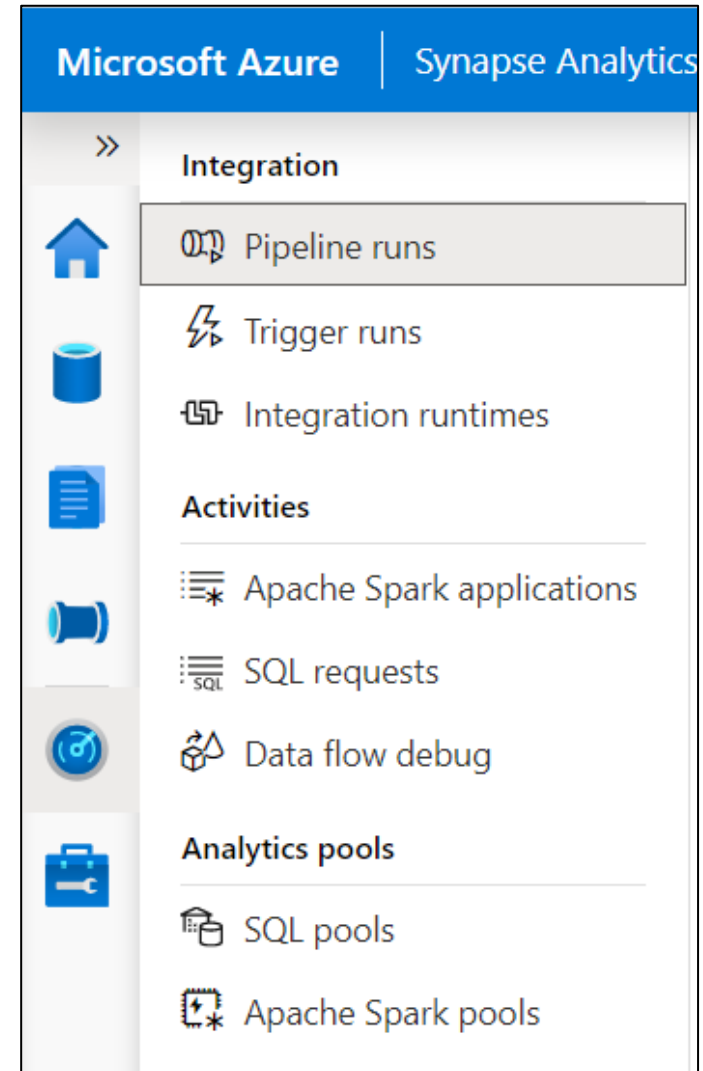 Microsoft Azure Synapse Analytics
Integration
Pipeline runs
Trigger runs
Integration runtimes
Activities
Apache Spark applications
SQL requests
Data flow debug
Analytics pools
SQL pools
Apache Spark pools